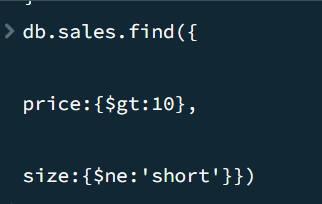 db.sales.find({
price:{$gt:10},
size:{$ne:'short'}})